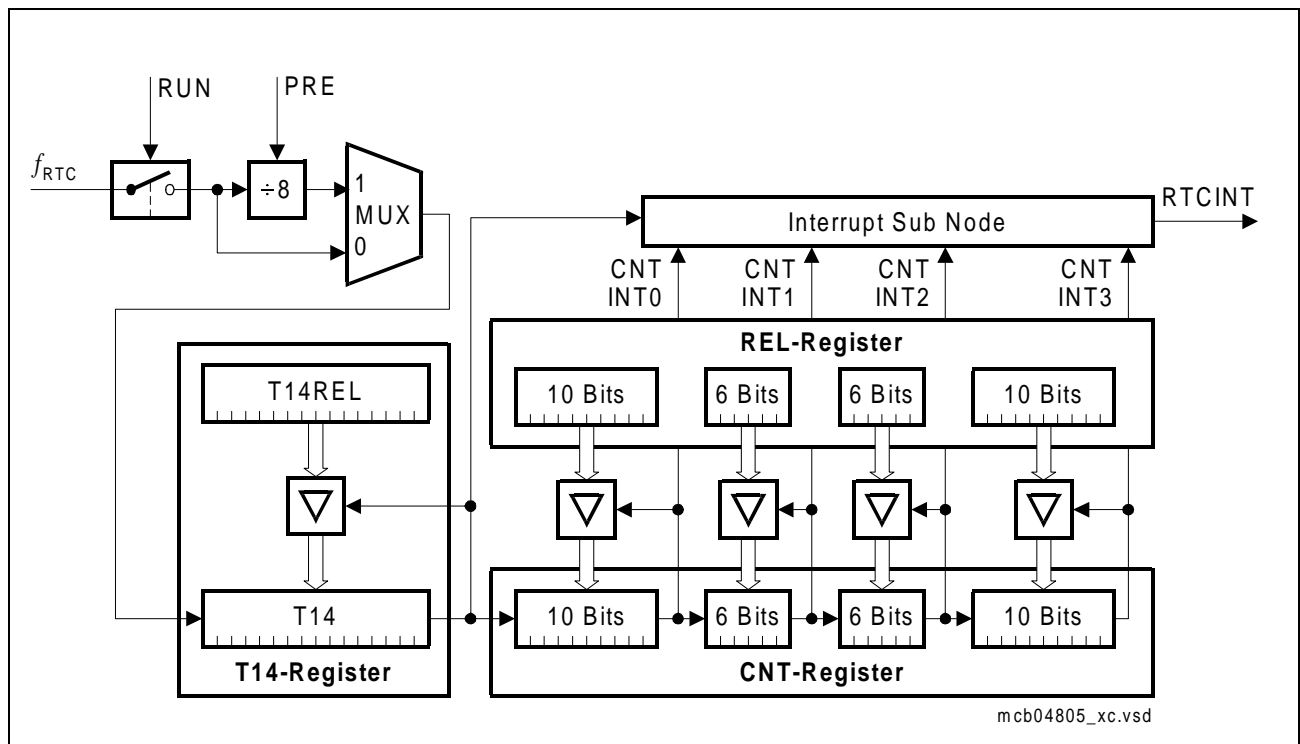 RUN
PRE
fRTC
÷8
1
MUX
0
Interrupt Sub Node
RTCINT
CNT
INT0
CNT
INT1
CNT
INT2
CNT
INT3
REL-Register
10 Bits
6 Bits
6 Bits
10 Bits
T14REL
T14
T14-Register
10 Bits
6 Bits
6 Bits
10 Bits
CNT-Register
mcb04805_xc.vsd